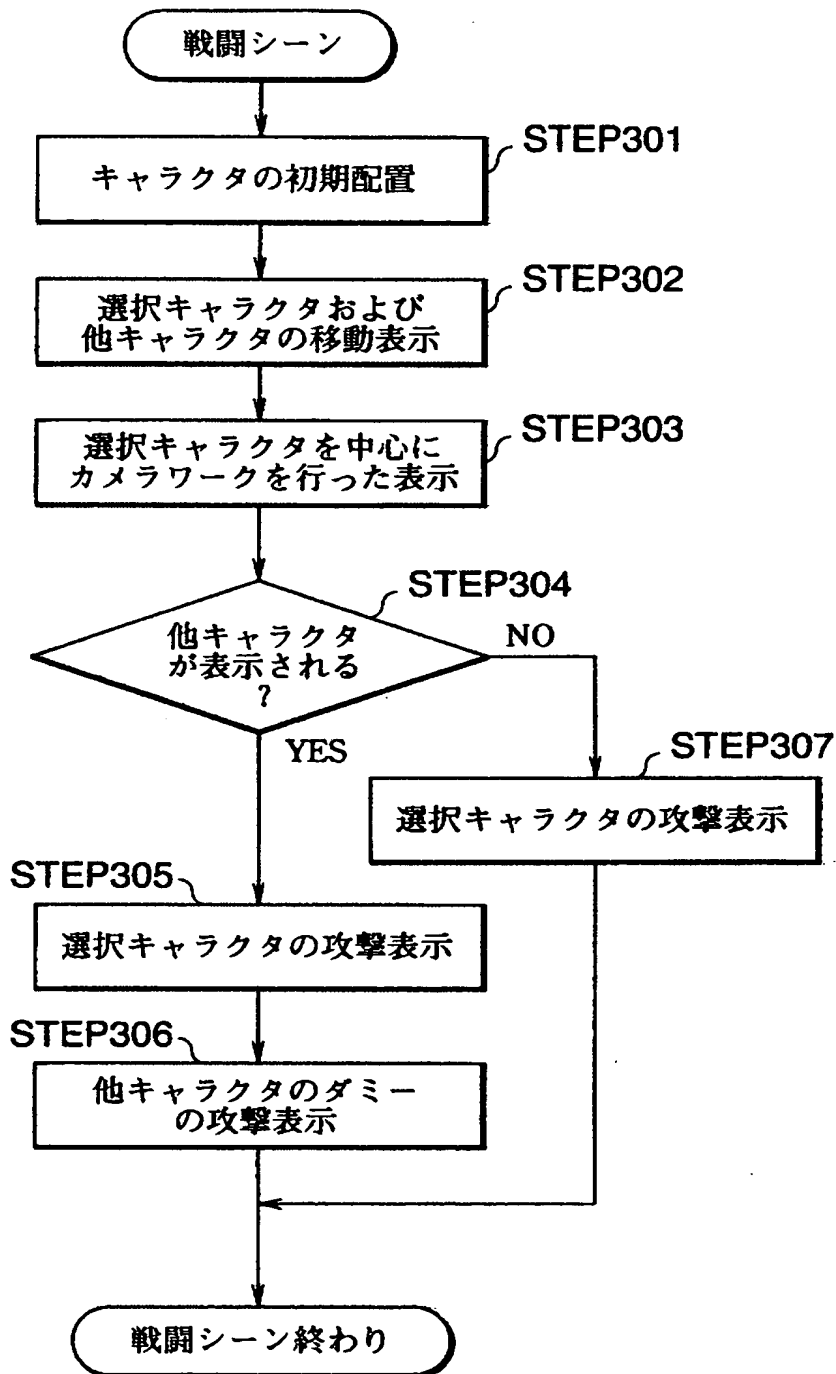 戦闘シーン
STEP301
キャラクタの初期配置
STEP302
選択キャラクタおよび
他キャラクタの移動表示
STEP303
選択キャラクタを中心に
カメラワークを行った表示
STEP304
他キャラクタ
が表示される
?
NO
YES
STEP307
選択キャラクタの攻撃表示
STEP305
選択キャラクタの攻撃表示
STEP306
他キャラクタのダミー
の攻撃表示
戦闘シーン終わり